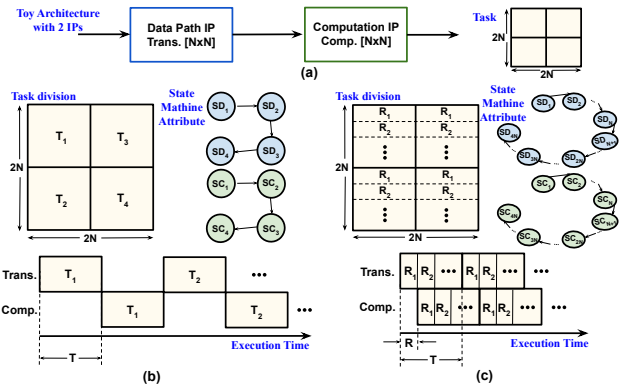 Toy Architecture
with 2 IPs
Data Path IP
Trans. [NxN]
Computation IP
Comp. [NxN]
Task
2N
2N
(a)
Task division
State
Mathine
Attribute
2N
T1
T3
T2
T4
2N
SD1
SD2
SD4
SD3
SC1
SC2
SC4
SC3
Trans.
T1
T2
•••
Comp.
T1
T2
•••
Execution Time
T
(b)
Task division
State
Mathine
Attribute
2N
R1
R1
R2
R2
R1
R1
R2
R2
2N
SD1
SD2
SDN
SDN+1
SD2N
SD3N
SD4N
SC1
SC2
SCN
SCN+1
SC2N
SC3N
SC4N
Trans.
R1 R2 ••• R1 R2 ••• •••
Comp.
R1 R2 ••• R1 R2 ••• •••
R
Execution Time
T
(c)